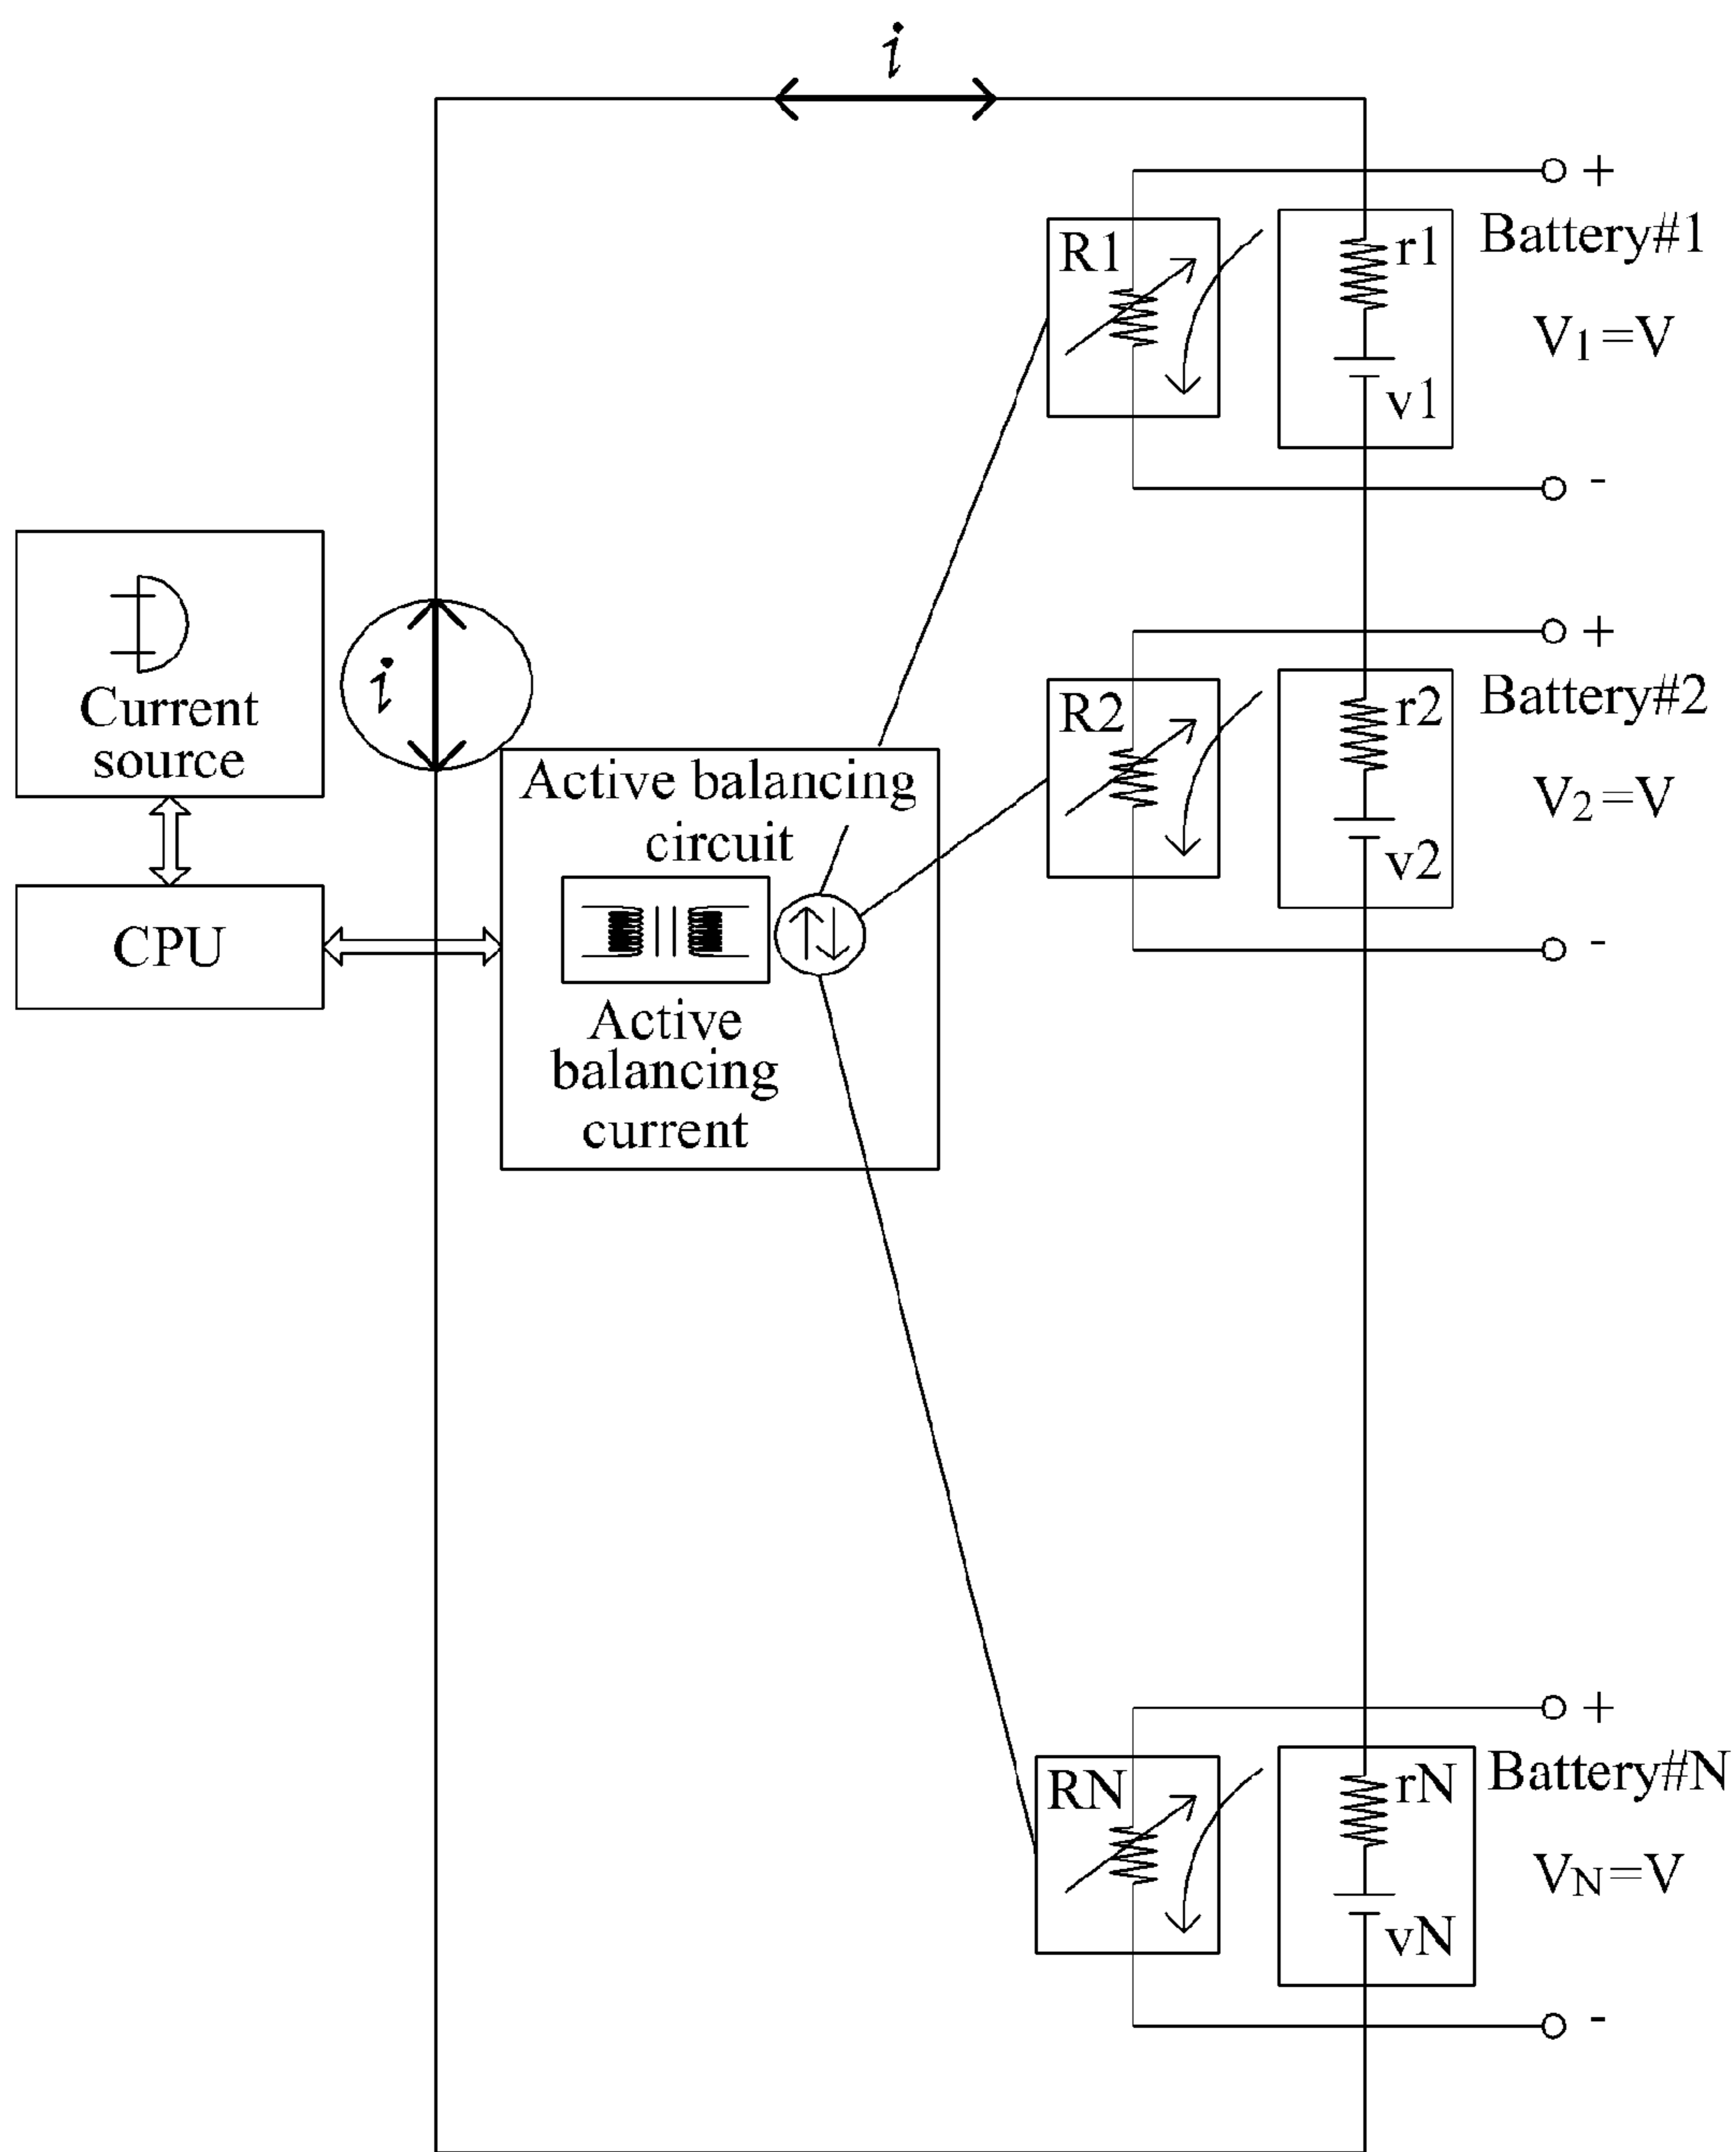 i
+
R1
r1
Battery#1
V1=V
v1
-
Current
source
i
+
R2
r2
Battery#2
V2=V
v2
-
Active balancing
circuit
CPU
Active
balancing
current
+
RN
rN
Battery#N
VN=V
vN
-